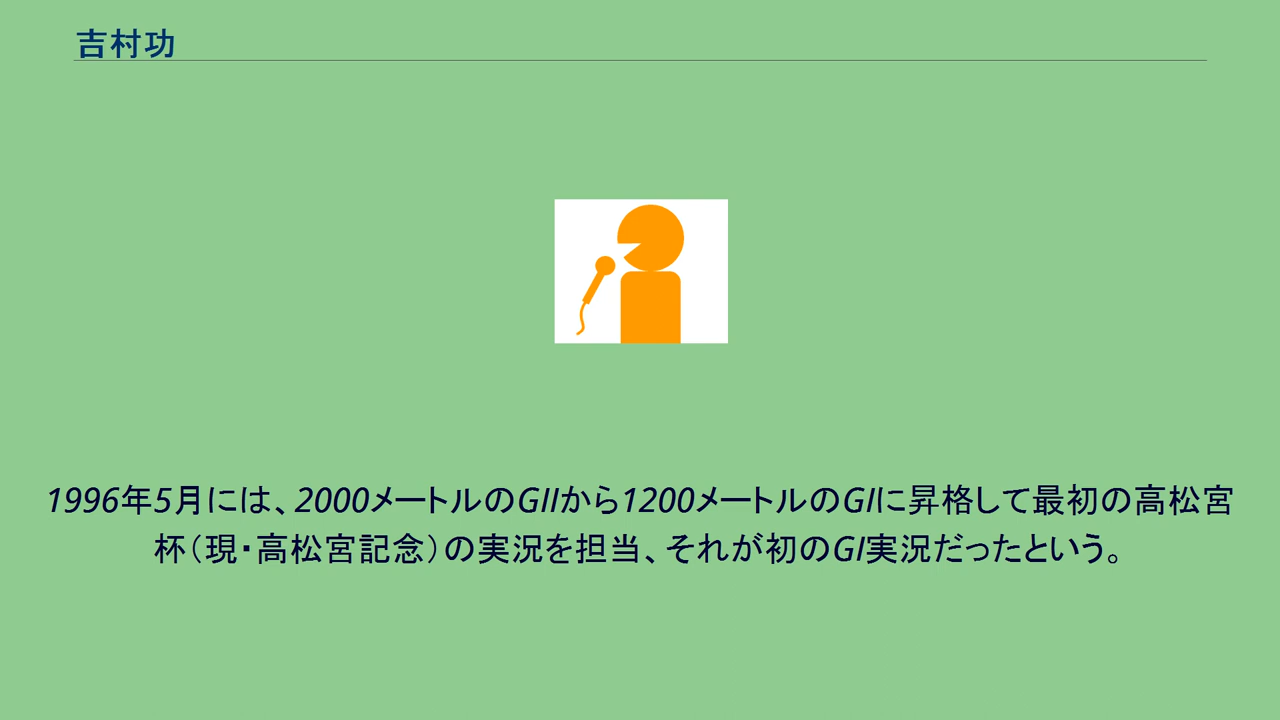 吉村功
1996年5月には、2000メートルのGIIから1200メートルのGIに昇格して最初の高松宮
杯（現・高松宮記念）の実況を担当、それが初のGI実況だったという。